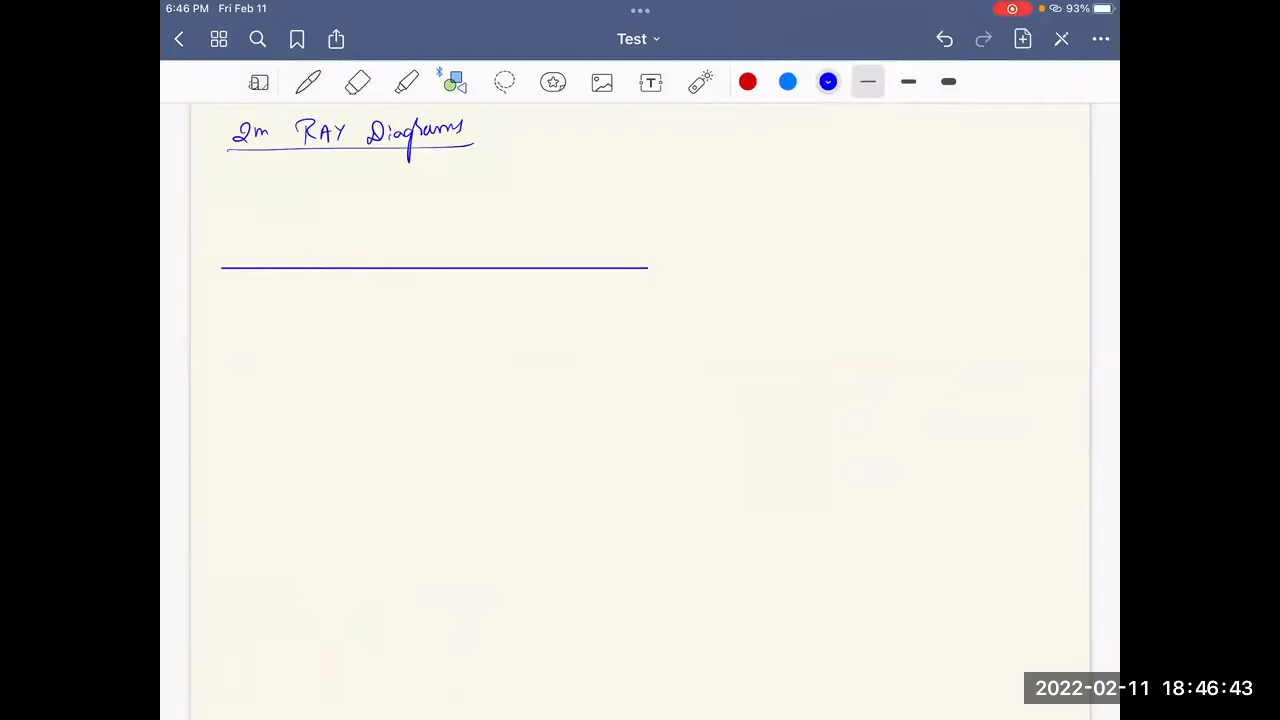 6:46 PM Fri Feb 11
93%
Test
T
2m RAY Diagrams
2022-02-11 18:46:43